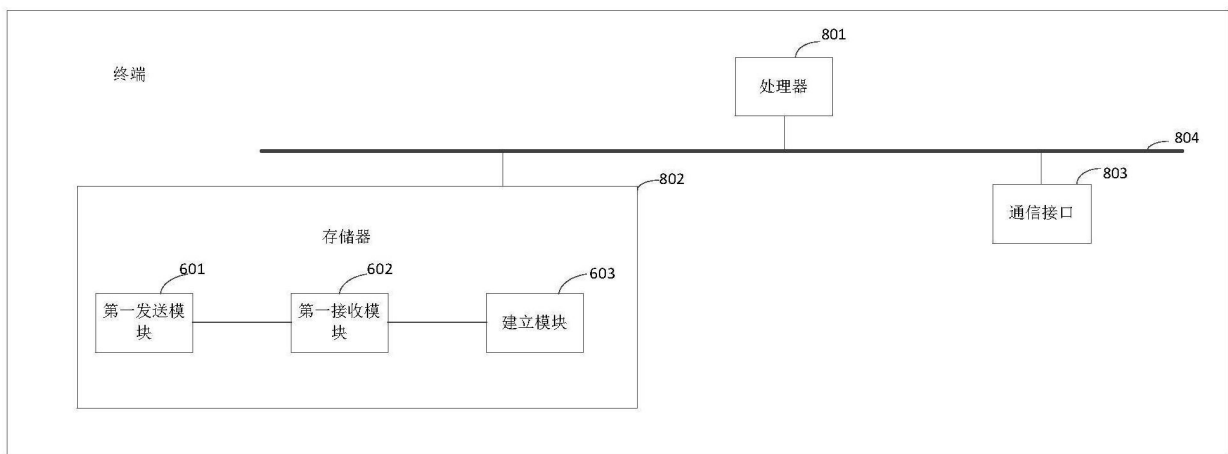 801
终端
处理器
804
802
803
通信接口
存储器
601
602
603
第一发送模
块
第一接收模
块
建立模块